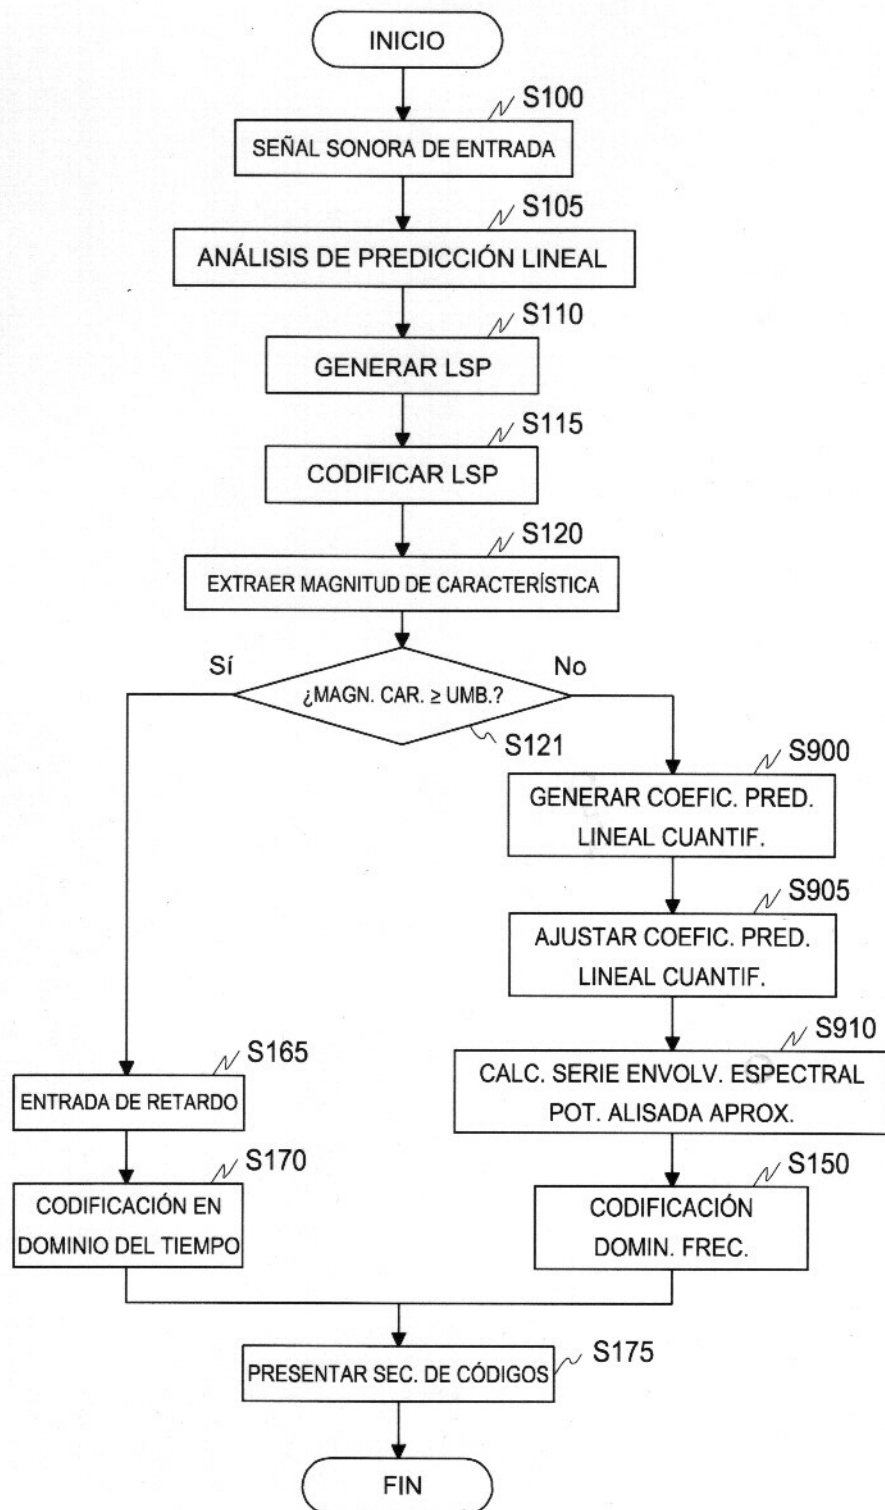 INICIO
S100
SEÑAL SONORA DE ENTRADA
S105
ANÁLISIS DE PREDICCIÓN LINEAL
S110
GENERAR LSP
S115
CODIFICAR LSP
S120
EXTRAER MAGNITUD DE CARACTERÍSTICA
Sí
No
¿MAGN. CAR. ≥ UMB.?
S121
S900
GENERAR COEFIC. PRED.
LINEAL CUANTIF.
S905
AJUSTAR COEFIC. PRED.
LINEAL CUANTIF.
S910
CALC. SERIE ENVOLV. ESPECTRAL
POT. ALISADA APROX.
S165
ENTRADA DE RETARDO
S170
CODIFICACIÓN EN
DOMINIO DEL TIEMPO
S150
CODIFICACIÓN
DOMIN. FREC.
S175
PRESENTAR SEC. DE CÓDIGOS
FIN